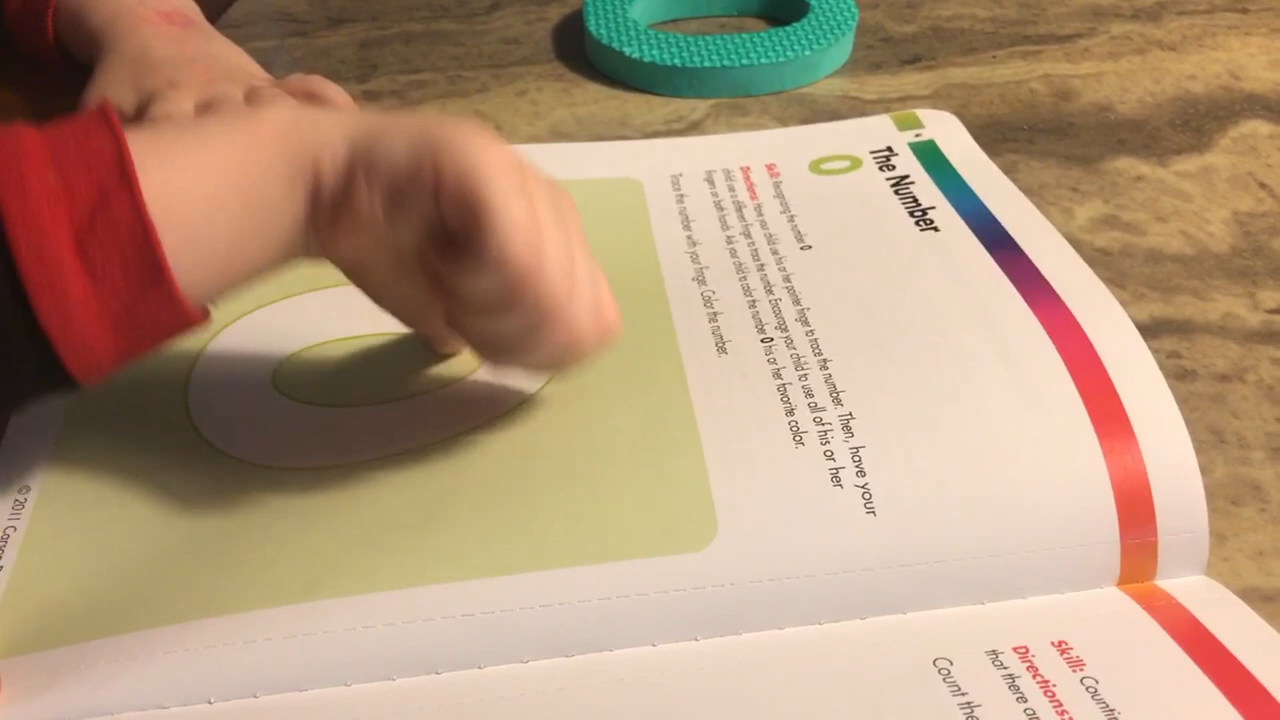 The Number
0
Skill: Recognizing the number 0
Directions: Have your child use his or her pointer finger to trace the number. Then, have your
child use a different finger to trace the number. Encourage your child to use all of his or her
fingers on both hands. Ask your child to color the number 0 his or her favorite color.
Trace the number with your finger. Color the number.
0
© 2011 Carson
Skill: Counting
Directions:
that there
Count the